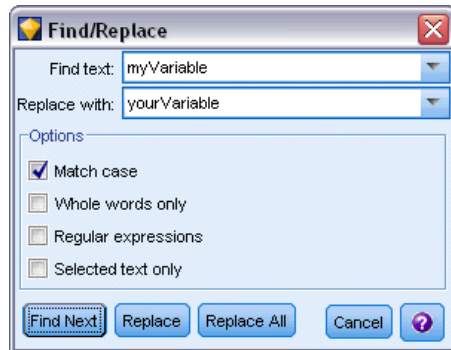 Find/Replace
Find text: myVariable
Replace with: yourVariable
Options
Match case
Whole words only
Regular expressions
Selected text only
Find Next Replace Replace All Cancel ?